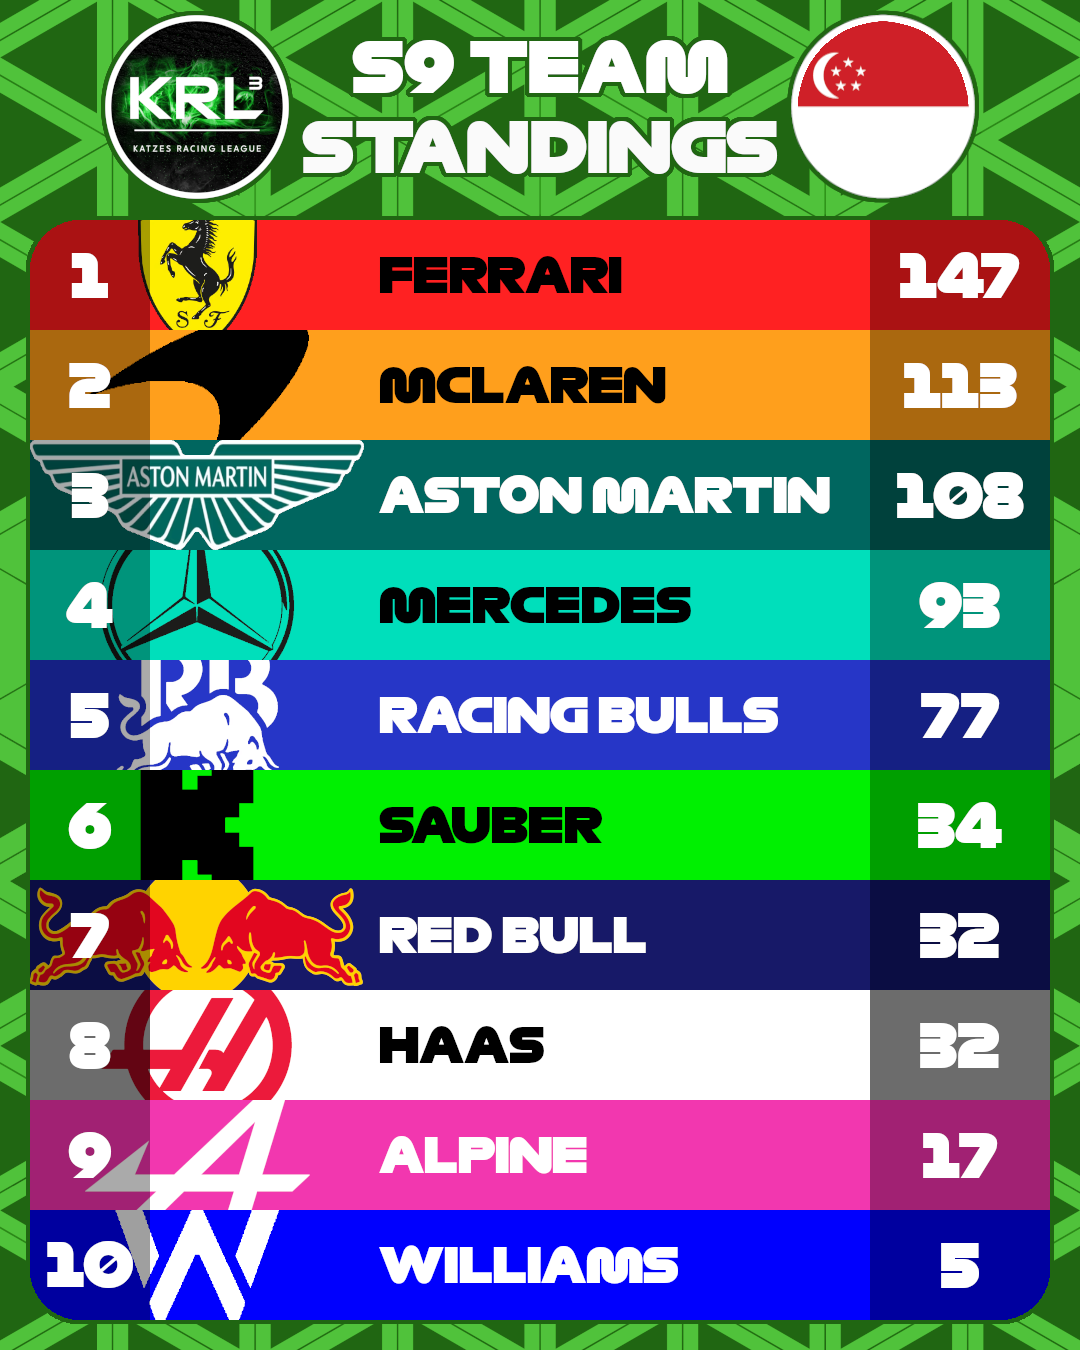 KRL3
KATZES RACING LEAGUE
S9 TEAM
STANDINGS
1 S F FERRARI 147
2 MCLAREN 113
3 ASTON MARTIN ASTON MARTIN 108
4 MERCEDES 93
5 RB RACING BULLS 77
6 K SAUBER 34
7 RED BULL 32
8 H HAAS 32
9 A ALPINE 17
10 W WILLIAMS 5